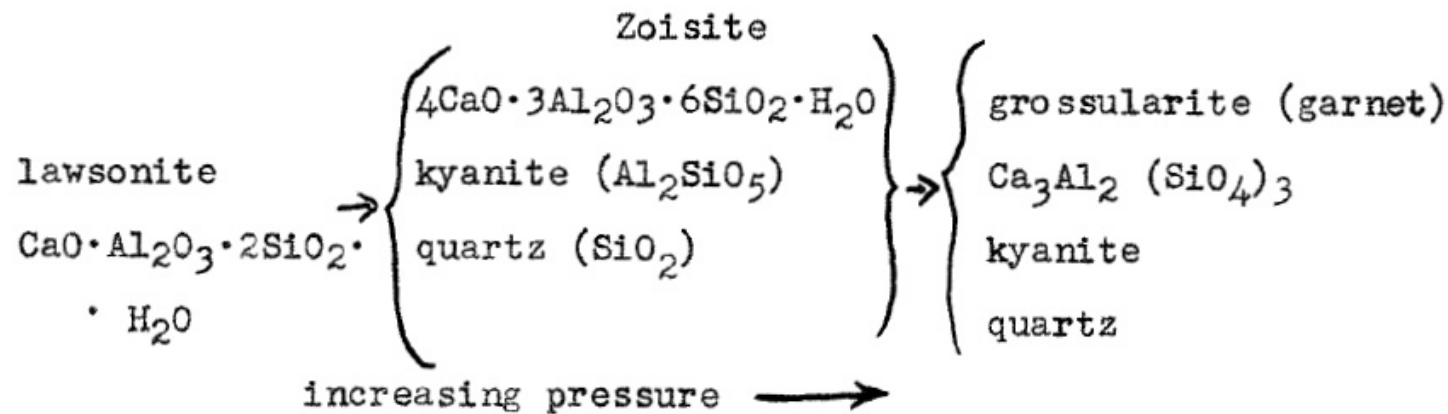 Zoisite
4CaO·3Al₂O₃·6SiO₂·H₂O
grossularite (garnet)
lawsonite
kyanite (Al₂SiO₅)
Ca₃Al₂ (SiO₄)₃
CaO·Al₂O₃·2SiO₂·
quartz (SiO₂)
kyanite
· H₂O
quartz
increasing pressure